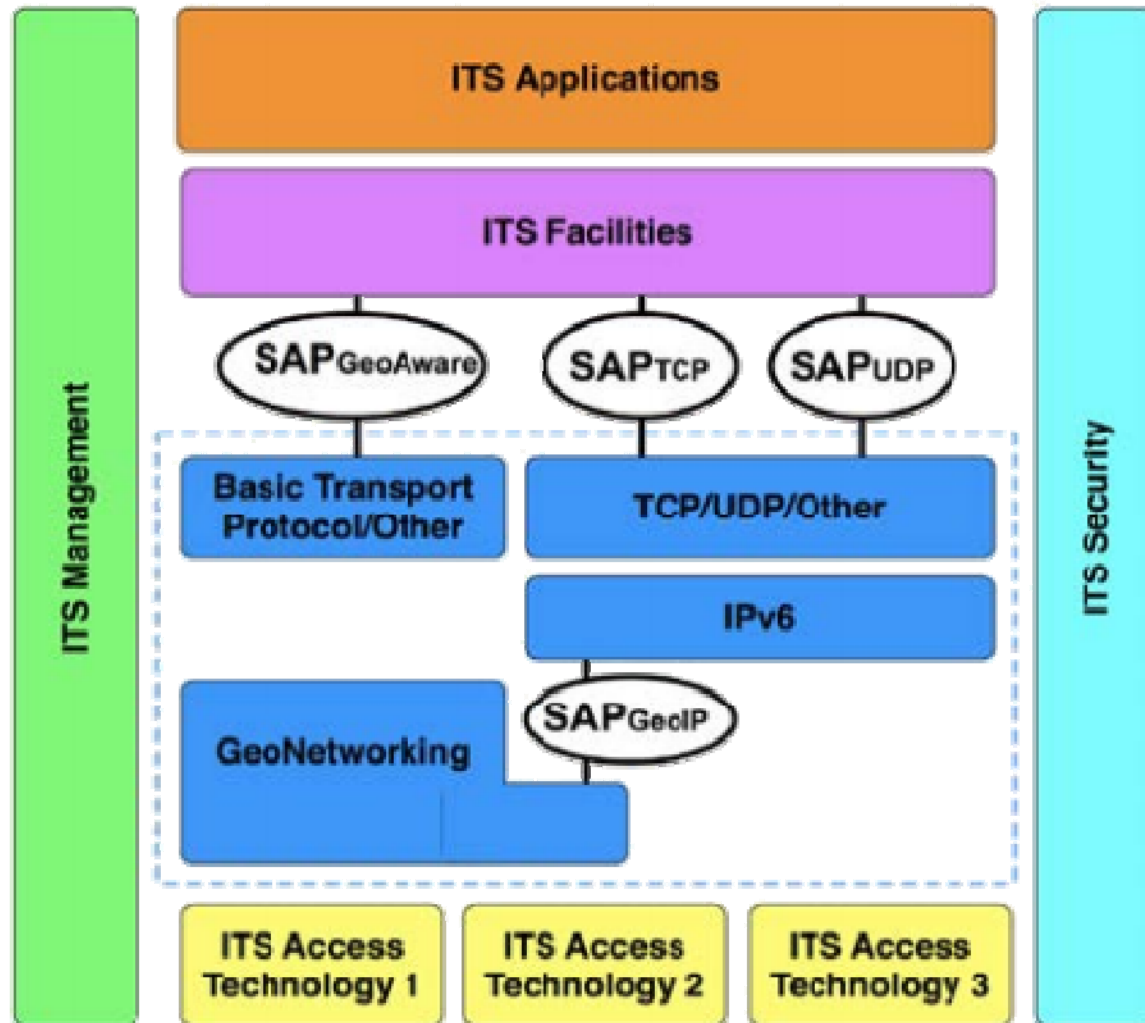 ITS Applications
ITS Facilities
SAPGeoAware
SAPTCP
SAPUDP
ITS Management
ITS Security
Basic Transport
Protocol/Other
TCP/UDP/Other
IPv6
SAPGeoIP
GeoNetworking
ITS Access
Technology 1
ITS Access
Technology 2
ITS Access
Technology 3